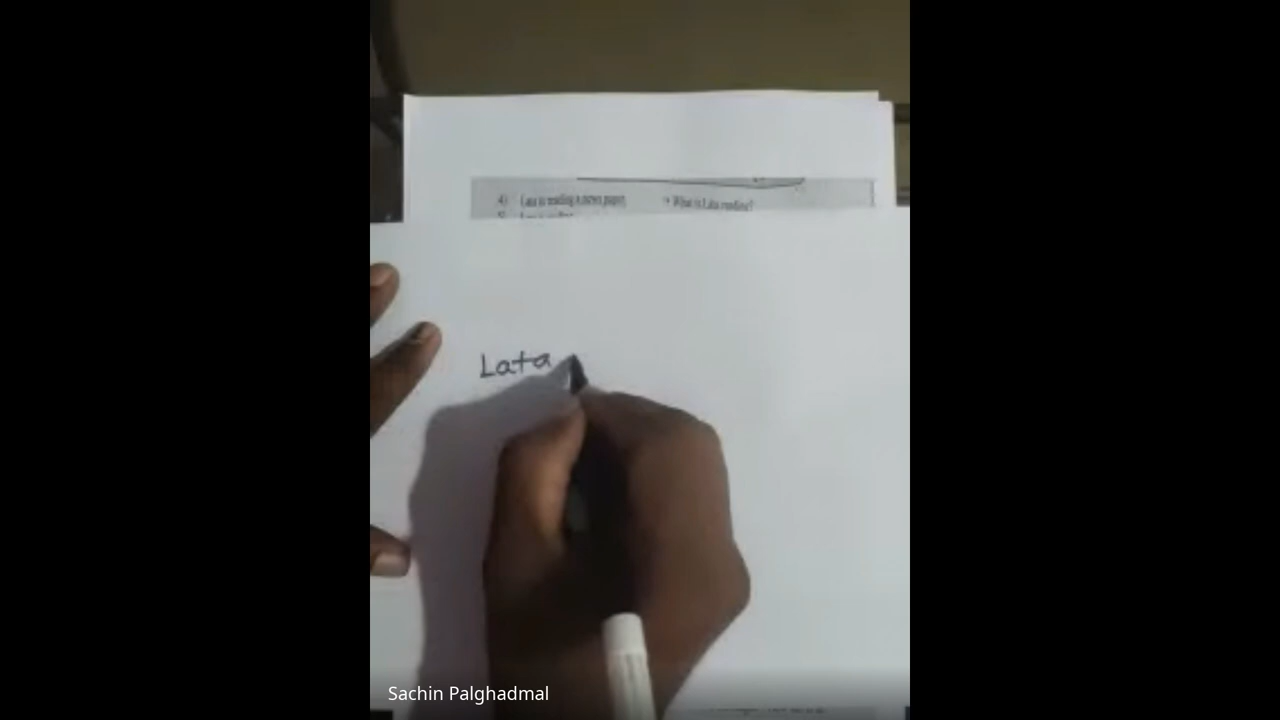 4) Lata is reading a news paper. → What is Lata reading?
Lata
Sachin Palghadmal